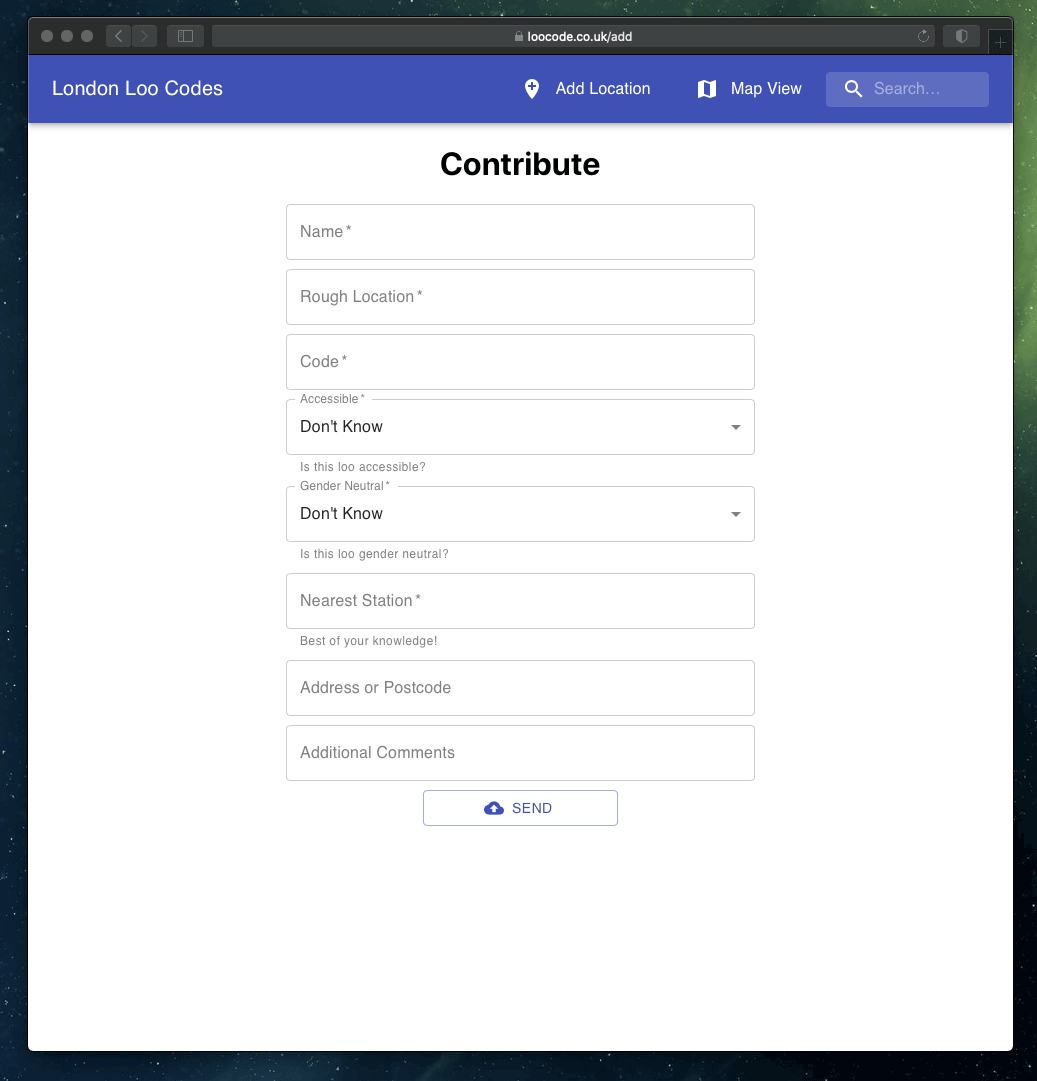 loocode.co.uk/add
London Loo Codes
Add Location
Map View
Search…
Contribute
Name *
Rough Location *
Code *
Accessible *
Don't Know
Is this loo accessible?
Gender Neutral *
Don't Know
Is this loo gender neutral?
Nearest Station *
Best of your knowledge!
Address or Postcode
Additional Comments
SEND